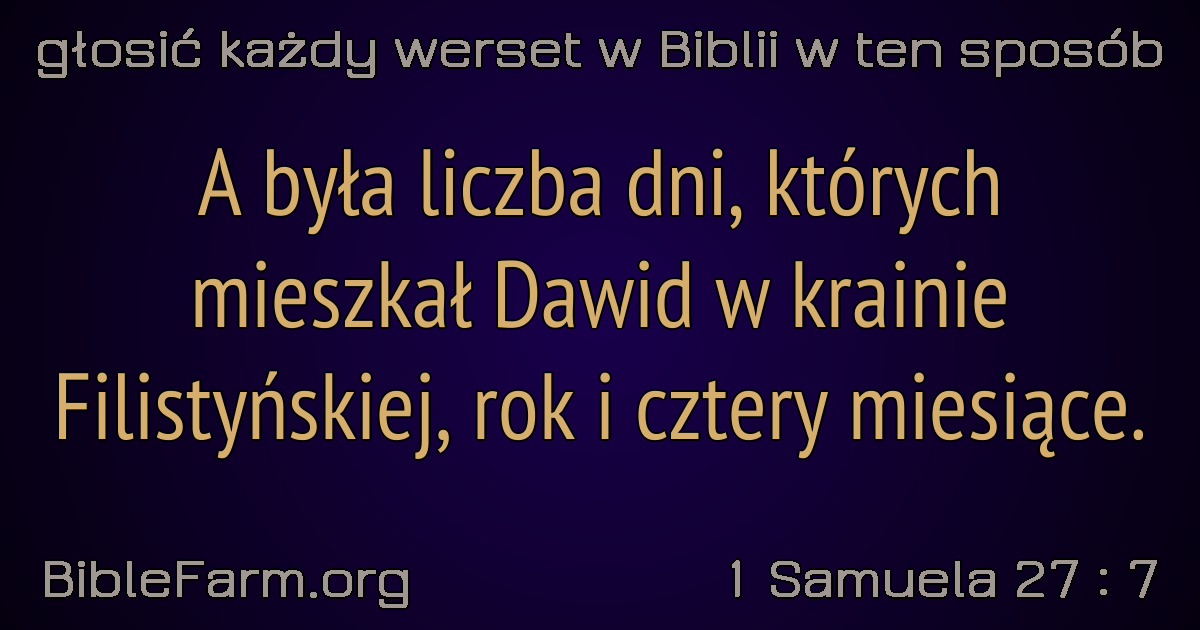 głosić każdy werset w Biblii w ten sposób
A była liczba dni, których
mieszkał Dawid w krainie
Filistyńskiej, rok i cztery miesiące.
BibleFarm.org
1 Samuela 27 : 7